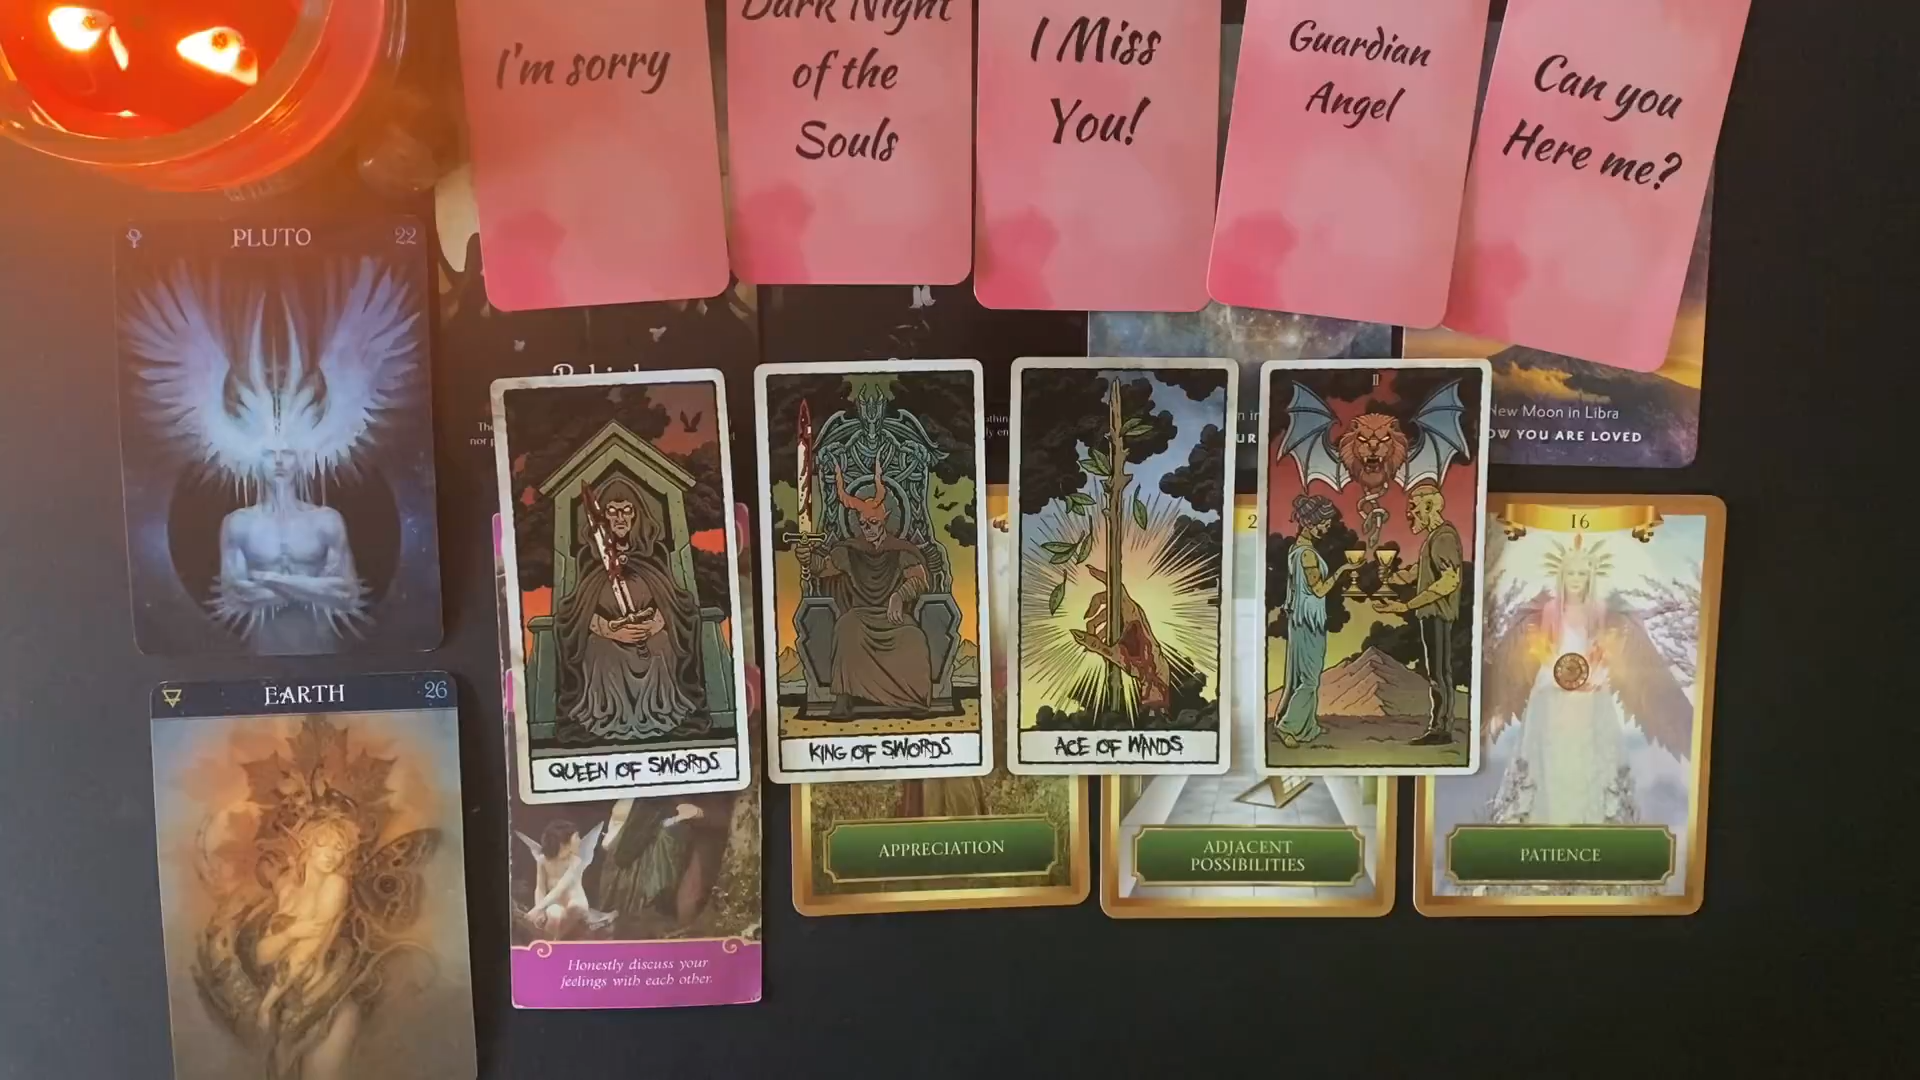 I'm sorry
Dark Night
of the
Souls
I Miss
You!
Guardian
Angel
Can you
Here me?
PLUTO 22
New Moon in Libra
OW YOU ARE LOVED
EARTH 26
QUEEN OF SWORDS
KING OF SWORDS
ACE OF WANDS
II
16
APPRECIATION
ADJACENT
POSSIBILITIES
PATIENCE
Honestly discuss your
feelings with each other.